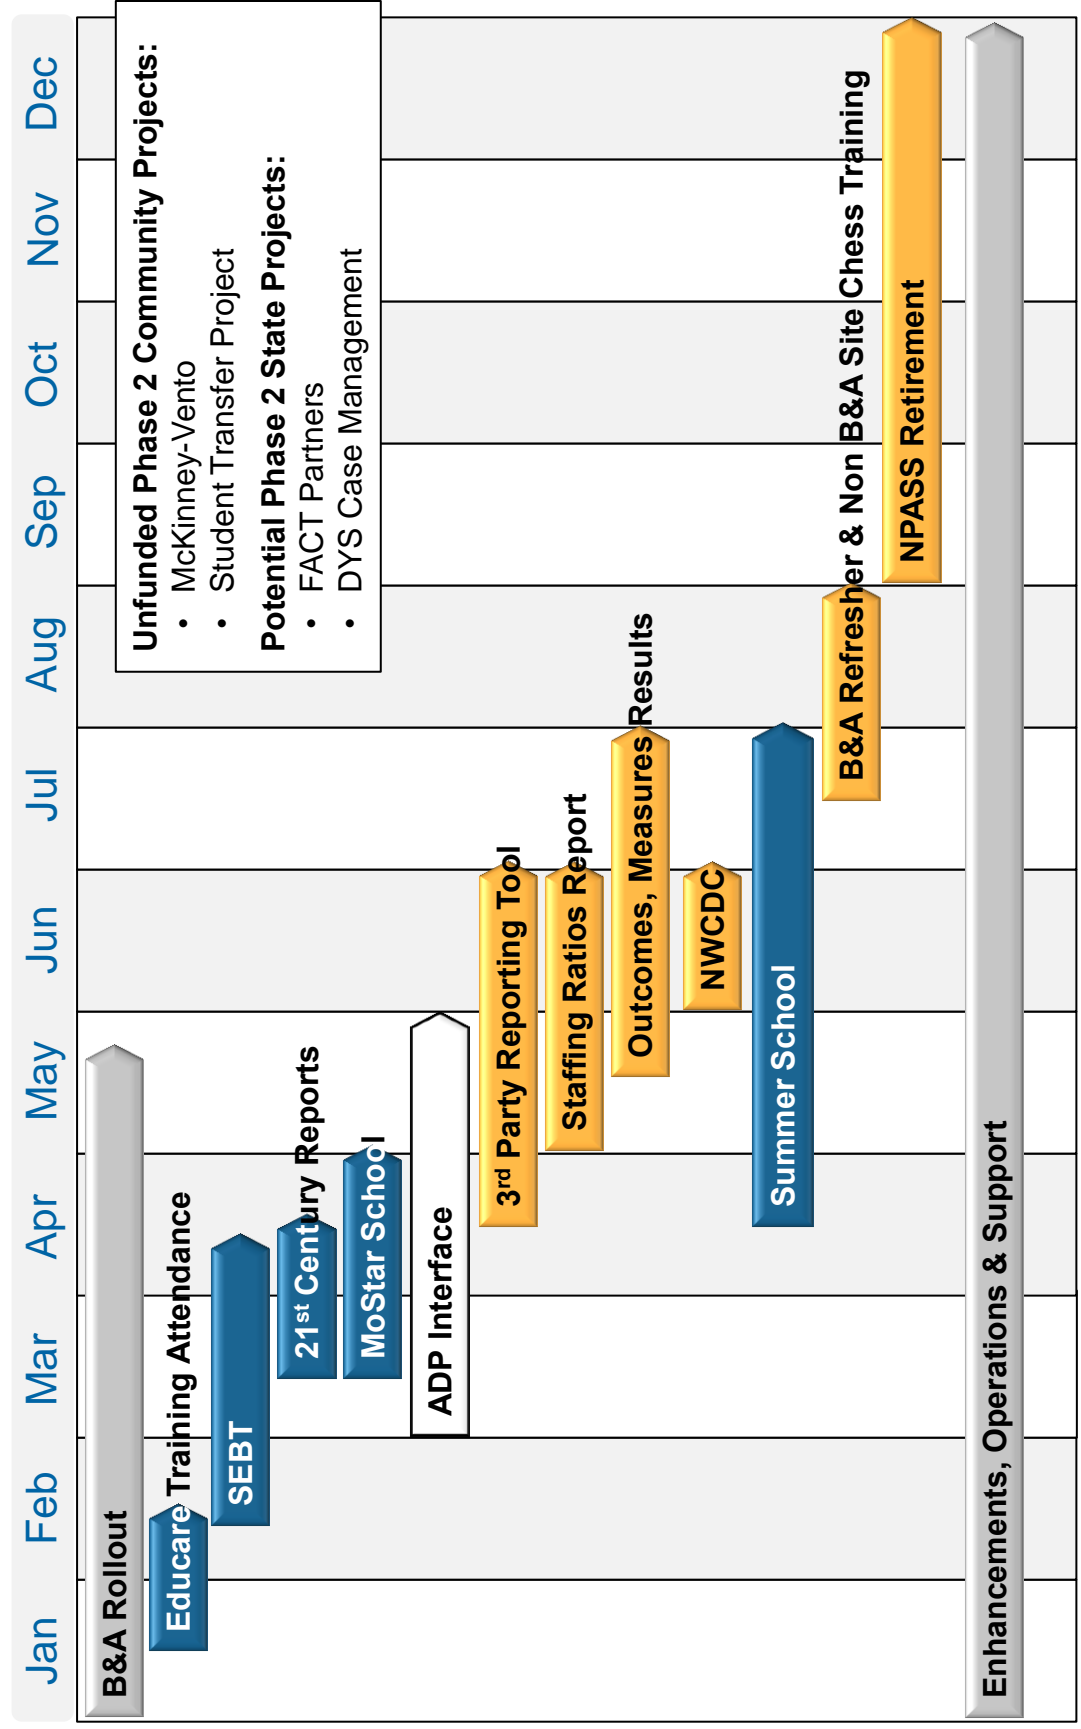 Jan
Feb
Mar
Apr
May
Jun
Jul
Aug
Sep
Oct
Nov
Dec
Unfunded Phase 2 Community Projects:
• McKinney-Vento
• Student Transfer Project
Potential Phase 2 State Projects:
• FACT Partners
• DYS Case Management
B&A Rollout
Educare Training Attendance
SEBT
21st Century Reports
MoStar School
ADP Interface
3rd Party Reporting Tool
Staffing Ratios Report
Outcomes, Measures Results
NWCDC
Summer School
B&A Refresher & Non B&A Site Chess Training
NPASS Retirement
Enhancements, Operations & Support